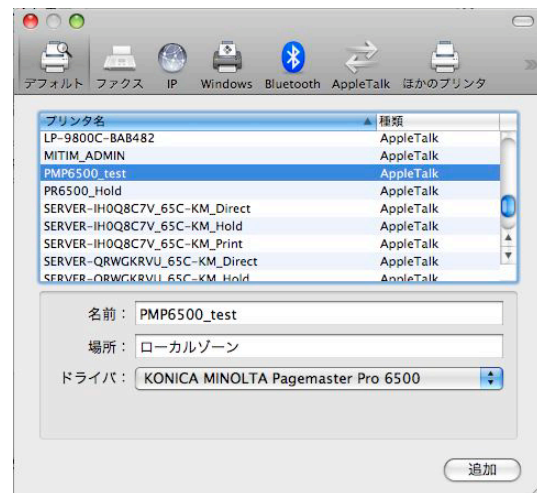 デフォルト ファクス IP Windows Bluetooth AppleTalk ほかのプリンタ
プリンタ名 種類
LP-9800C-BAB482 AppleTalk
MITIM_ADMIN AppleTalk
PMP6500_test AppleTalk
PR6500_Hold AppleTalk
SERVER-IH0Q8C7V_65C-KM_Direct AppleTalk
SERVER-IH0Q8C7V_65C-KM_Hold AppleTalk
SERVER-IH0Q8C7V_65C-KM_Print AppleTalk
SERVER-QRWGKRVU_65C-KM_Direct AppleTalk
SERVER-QRWGKRVU_65C-KM_Hold AppleTalk
名前： PMP6500_test
場所： ローカルゾーン
ドライバ： KONICA MINOLTA Pagemaster Pro 6500
追加